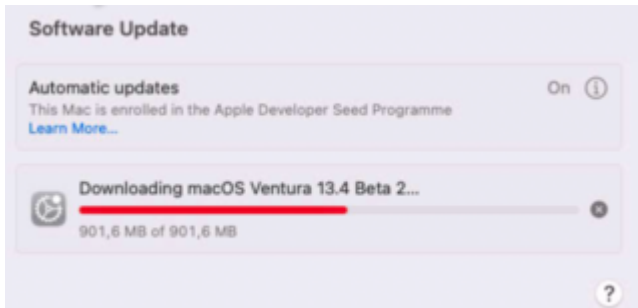 Software Update
Automatic updates
On
This Mac is enrolled in the Apple Developer Seed Programme
Learn More...
Downloading macOS Ventura 13.4 Beta 2...
901,6 MB of 901,6 MB
?